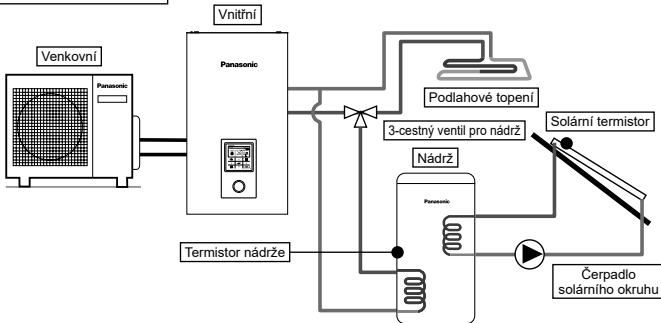 Vnitřní
Venkovní
Panasonic
Panasonic
Podlahové topení
3-cestný ventil pro nádrž
Solární termistor
Nádrž
Panasonic
Termistor nádrže
Čerpadlo
solárního okruhu